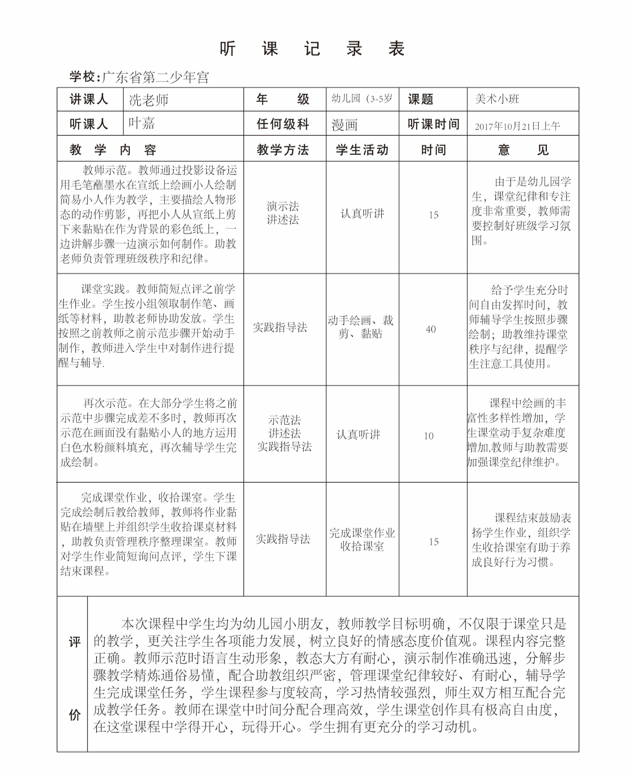 听课记录表
学校:广东省第二少年宫
讲课人 冼老师 年级 幼儿园（3-5岁 课题 美术小班
听课人 叶嘉 任何级科 漫画 听课时间 2017年10月21日上午
教学内容 教学方法 学生活动 时间 意见
教师示范。教师通过投影设备运
用毛笔蘸墨水在宣纸上绘画小人绘制
简易小人作为教学，主要描绘人物形
态的动作剪影，再把小人从宣纸上剪
下来黏贴在作为背景的彩色纸上，一
边讲解步骤一边演示如何制作。助教
老师负责管理班级秩序和纪律。
演示法
讲述法
认真听讲
15
由于是幼儿园学
生，课堂纪律和专注
度非常重要，教师需
要控制好班级学习氛
围。
课堂实践。教师简短点评之前学
生作业。学生按小组领取制作笔、画
纸等材料，助教老师协助发放。学生
按照之前教师之前示范步骤开始动手
制作，教师进入学生中对制作进行提
醒与辅导.
实践指导法
动手绘画、裁
剪、黏贴
40
给予学生充分时
间自由发挥时间，教
师辅导学生按照步骤
绘制；助教维持课堂
秩序与纪律，提醒学
生注意工具使用。
再次示范。在大部分学生将之前
示范中步骤完成差不多时，教师再次
示范在画面没有黏贴小人的地方运用
白色水粉颜料填充，再次辅导学生完
成绘制。
示范法
讲述法
实践指导法
认真听讲
10
课程中绘画的丰
富性多样性增加，学
生课堂动手复杂难度
增加,教师与助教需要
加强课堂纪律维护。
完成课堂作业，收拾课室。学生
完成绘制后教给教师，教师将作业黏
贴在墙壁上并组织学生收拾课桌材料
，助教负责管理秩序整理课室。教师
对学生作业简短询问点评，学生下课
结束课程。
实践指导法
完成课堂作业
收拾课室
15
课程结束鼓励表
扬学生作业，组织学
生收拾课室有助于养
成良好行为习惯。
评价
本次课程中学生均为幼儿园小朋友，教师教学目标明确，不仅限于课堂只是
的教学，更关注学生各项能力发展，树立良好的情感态度价值观。课程内容完整
正确。教师示范时语言生动形象，教态大方有耐心，演示制作准确迅速，分解步
骤教学精炼通俗易懂，配合助教组织严密，管理课堂纪律较好、有耐心，辅导学
生完成课堂任务，学生课程参与度较高，学习热情较强烈，师生双方相互配合完
成教学任务。教师在课堂中时间分配合理高效，学生课堂创作具有极高自由度，
在这堂课程中学得开心，玩得开心。学生拥有更充分的学习动机。